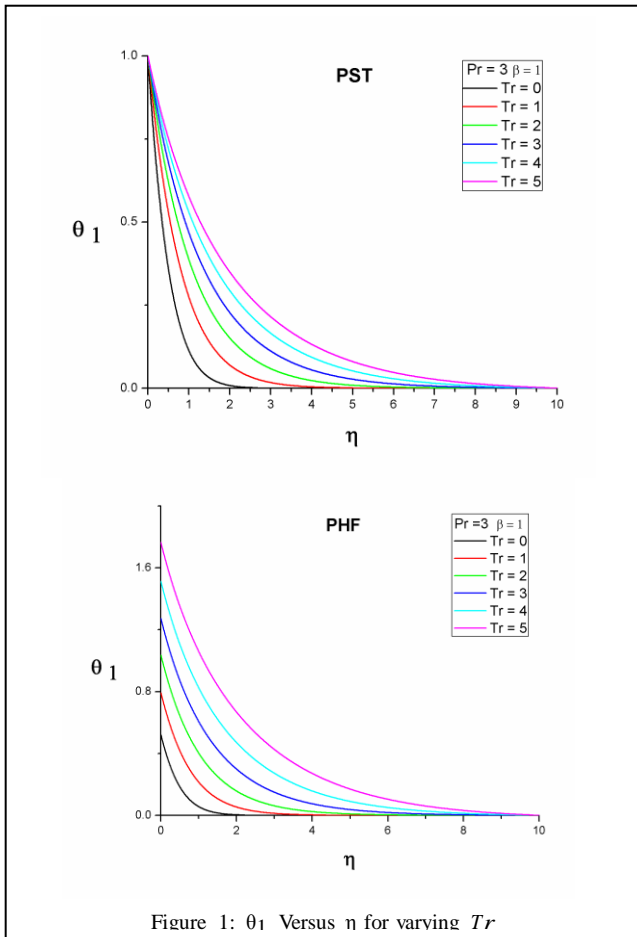 PST
Pr = 3 β = 1
Tr = 0
Tr = 1
Tr = 2
Tr = 3
Tr = 4
Tr = 5
1.0
0.5
0.0
θ 1
0 1 2 3 4 5 6 7 8 9 10
η
PHF
Pr =3 β = 1
Tr = 0
Tr = 1
Tr = 2
Tr = 3
Tr = 4
Tr = 5
1.6
0.8
0.0
θ 1
0 2 4 6 8 10
η
Figure 1: θ1 Versus η for varying Tr